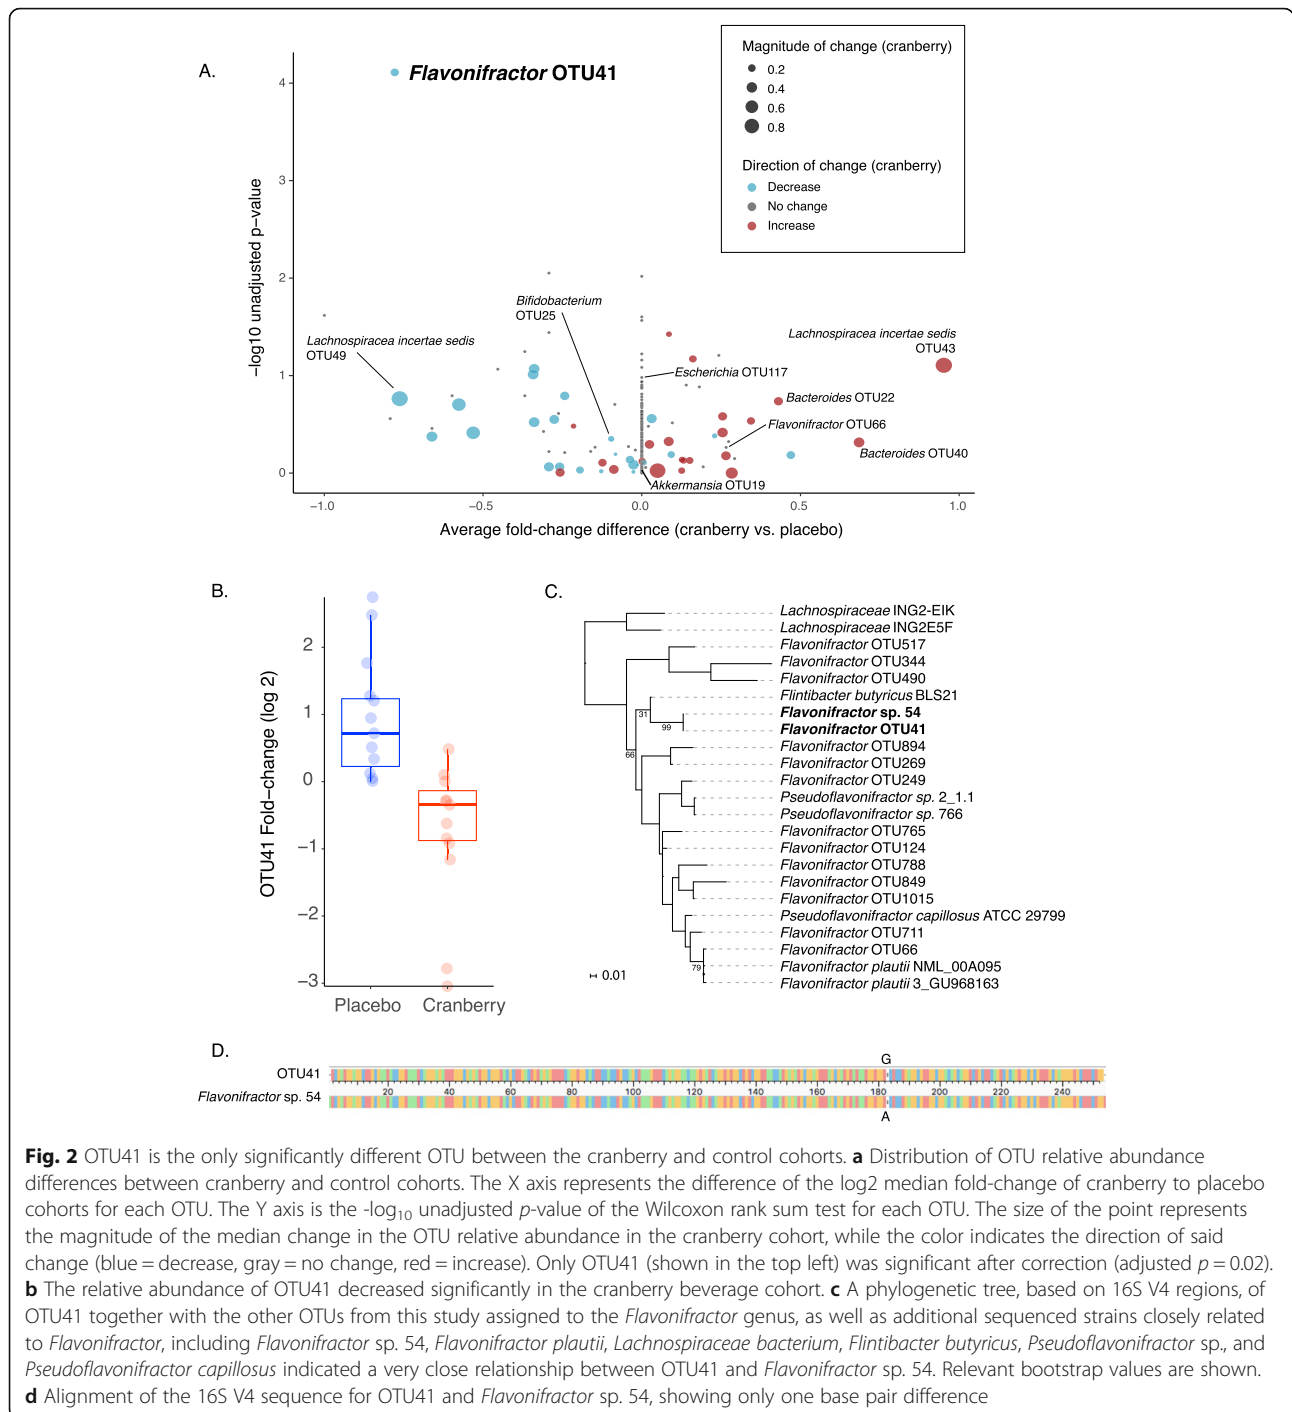 A.
Flavonifractor OTU41
Magnitude of change (cranberry)
0.2
0.4
0.6
0.8
Direction of change (cranberry)
Decrease
No change
Increase
−log10 unadjusted p−value
4
3
2
1
0
Bifidobacterium
OTU25
Lachnospiracea incertae sedis
OTU49
Lachnospiracea incertae sedis
OTU43
Escherichia OTU117
Bacteroides OTU22
Flavonifractor OTU66
Bacteroides OTU40
Akkermansia OTU19
−1.0 −0.5 0.0 0.5 1.0
Average fold−change difference (cranberry vs. placebo)
B.
OTU41 Fold−change (log 2)
2
1
0
−1
−2
−3
Placebo Cranberry
C.
Lachnospiraceae ING2-EIK
Lachnospiraceae ING2E5F
Flavonifractor OTU517
Flavonifractor OTU344
Flavonifractor OTU490
Flintibacter butyricus BLS21
Flavonifractor sp. 54
Flavonifractor OTU41
Flavonifractor OTU894
Flavonifractor OTU269
Flavonifractor OTU249
Pseudoflavonifractor sp. 2_1.1
Pseudoflavonifractor sp. 766
Flavonifractor OTU765
Flavonifractor OTU124
Flavonifractor OTU788
Flavonifractor OTU849
Flavonifractor OTU1015
Pseudoflavonifractor capillosus ATCC 29799
Flavonifractor OTU711
Flavonifractor OTU66
Flavonifractor plautii NML_00A095
Flavonifractor plautii 3_GU968163
31
99
66
79
0.01
D.
G
OTU41
20 40 60 80 100 120 140 160 180 200 220 240
Flavonifractor sp. 54
A
Fig. 2 OTU41 is the only significantly different OTU between the cranberry and control cohorts. a Distribution of OTU relative abundance
differences between cranberry and control cohorts. The X axis represents the difference of the log2 median fold-change of cranberry to placebo
cohorts for each OTU. The Y axis is the -log10 unadjusted p-value of the Wilcoxon rank sum test for each OTU. The size of the point represents
the magnitude of the median change in the OTU relative abundance in the cranberry cohort, while the color indicates the direction of said
change (blue = decrease, gray = no change, red = increase). Only OTU41 (shown in the top left) was significant after correction (adjusted p = 0.02).
b The relative abundance of OTU41 decreased significantly in the cranberry beverage cohort. c A phylogenetic tree, based on 16S V4 regions, of
OTU41 together with the other OTUs from this study assigned to the Flavonifractor genus, as well as additional sequenced strains closely related
to Flavonifractor, including Flavonifractor sp. 54, Flavonifractor plautii, Lachnospiraceae bacterium, Flintibacter butyricus, Pseudoflavonifractor sp., and
Pseudoflavonifractor capillosus indicated a very close relationship between OTU41 and Flavonifractor sp. 54. Relevant bootstrap values are shown.
d Alignment of the 16S V4 sequence for OTU41 and Flavonifractor sp. 54, showing only one base pair difference